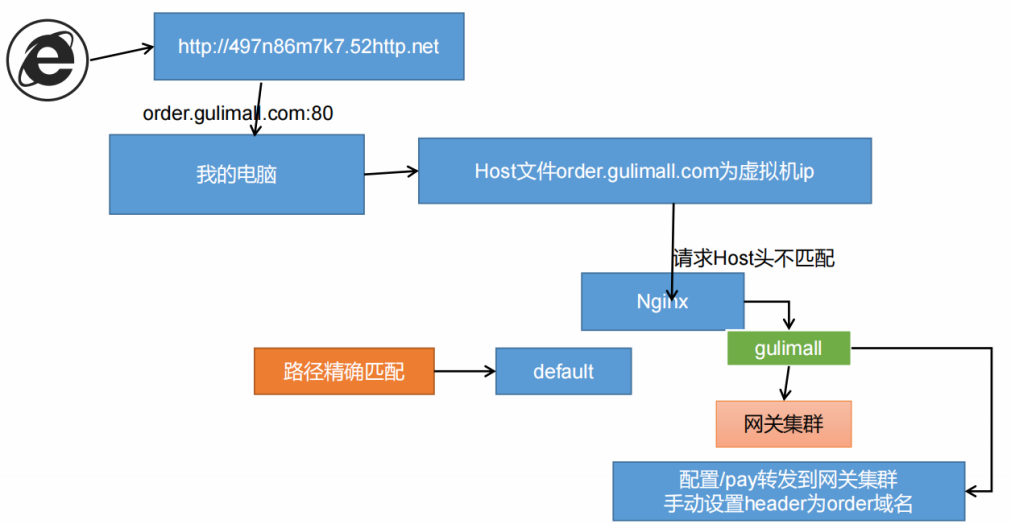 http://497n86m7k7.52http.net
order.gulimall.com:80
我的电脑
Host文件order.gulimall.com为虚拟机ip
请求Host头不匹配
Nginx
gulimall
路径精确匹配
default
网关集群
配置/pay转发到网关集群
手动设置header为order域名